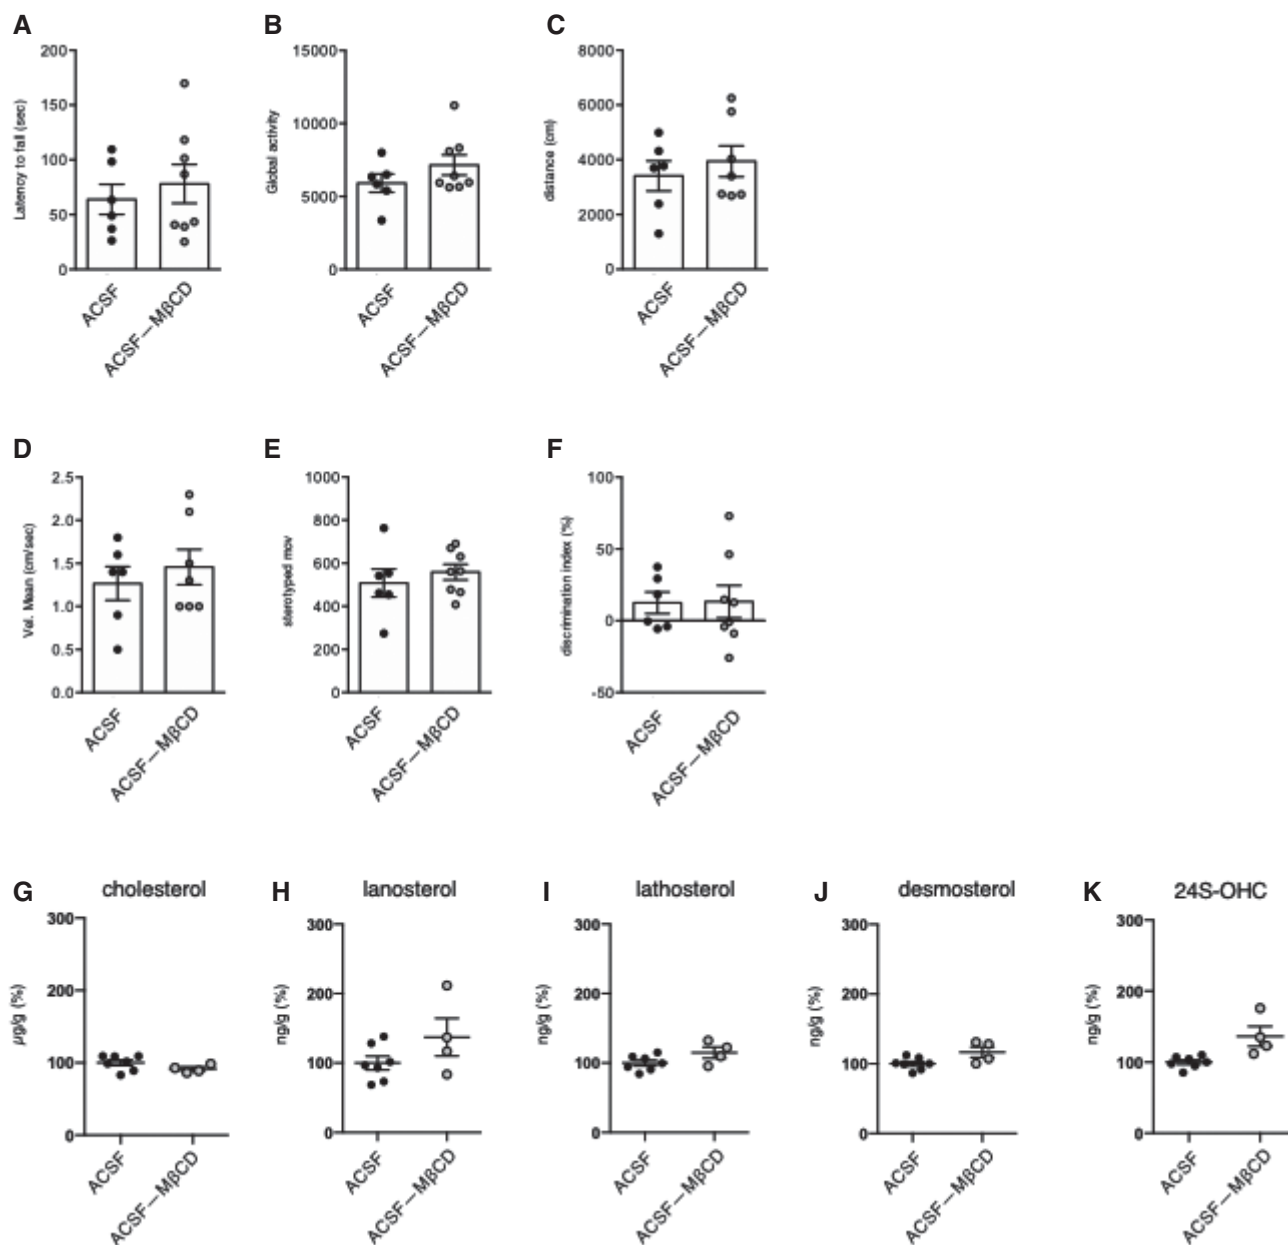 A
B
C
200
150
100
50
0
Latency to fall (sec)
ACSF
ACSF—MβCD
15000
10000
5000
0
Global activity
ACSF
ACSF—MβCD
8000
6000
4000
2000
0
distance (cm)
ACSF
ACSF—MβCD
D
E
F
2.5
2.0
1.5
1.0
0.5
0.0
Vel. Mean (cm/sec)
ACSF
ACSF—MβCD
1000
800
600
400
200
0
sterotyped mov
ACSF
ACSF—MβCD
100
50
0
-50
discrimination index (%)
ACSF
ACSF—MβCD
G
cholesterol
300
200
100
0
µg/g (%)
ACSF
ACSF—MβCD
H
lanosterol
300
200
100
0
ng/g (%)
ACSF
ACSF—MβCD
I
lathosterol
300
200
100
0
ng/g (%)
ACSF
ACSF—MβCD
J
desmosterol
300
200
100
0
ng/g (%)
ACSF
ACSF—MβCD
K
24S-OHC
300
200
100
0
ng/g (%)
ACSF
ACSF—MβCD